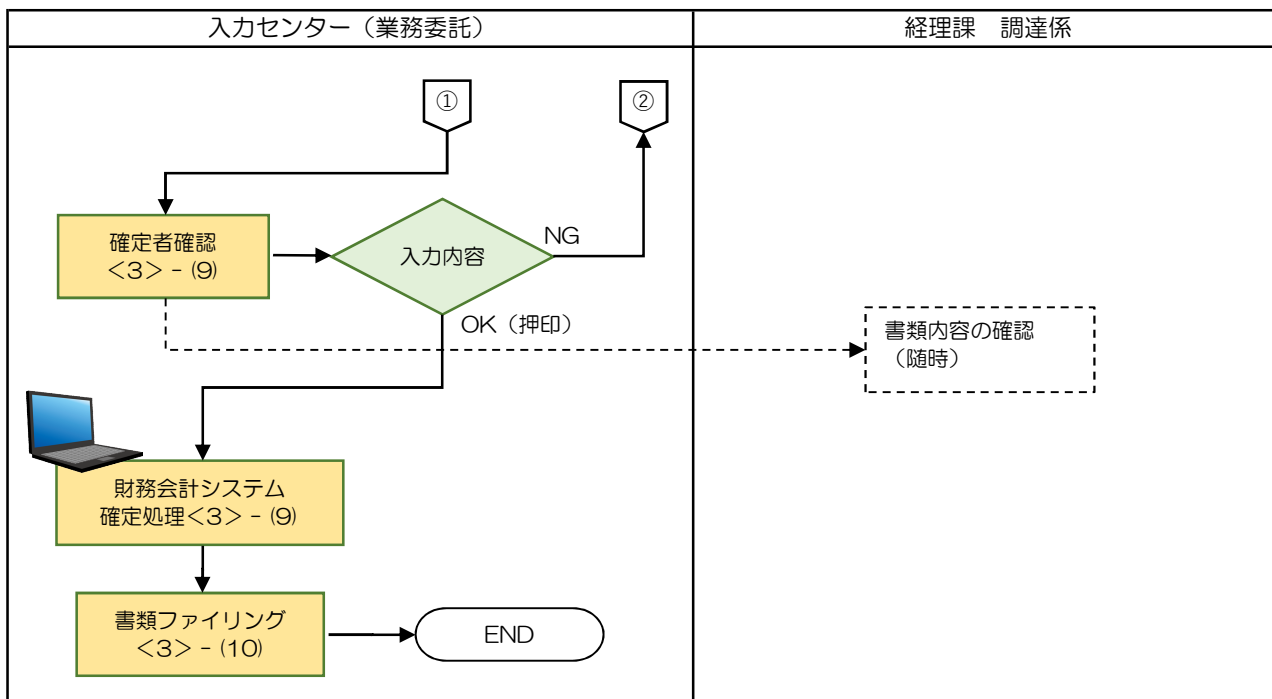 入力センター（業務委託）
経理課　調達係
①
②
確定者確認
＜3＞ - (9)
入力内容
NG
OK（押印）
書類内容の確認
（随時）
財務会計システム
確定処理＜3＞ - (9)
書類ファイリング
＜3＞ - (10)
END